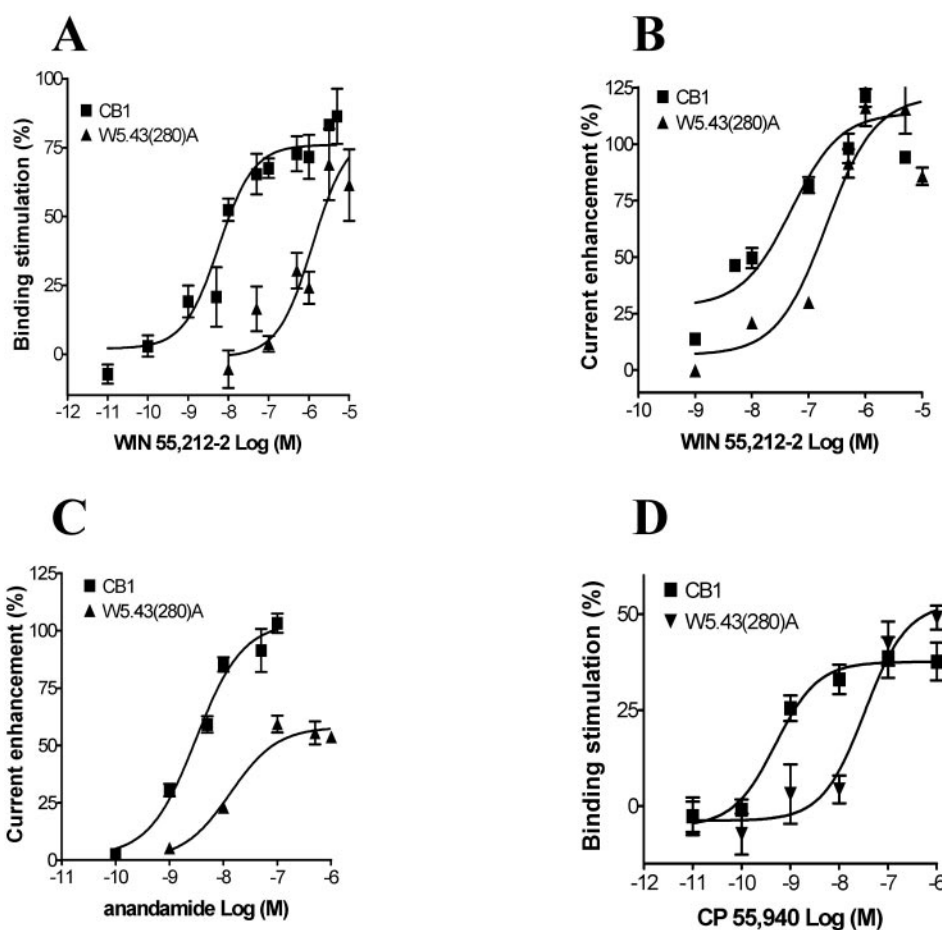 A
Binding stimulation (%)
100
75
50
25
0
CB1
W5.43(280)A
-12 -11 -10 -9 -8 -7 -6 -5
WIN 55,212-2 Log (M)
B
Current enhancement (%)
125
100
75
50
25
0
CB1
W5.43(280)A
-10 -9 -8 -7 -6 -5
WIN 55,212-2 Log (M)
C
Current enhancement (%)
125
100
75
50
25
0
CB1
W5.43(280)A
-11 -10 -9 -8 -7 -6
anandamide Log (M)
D
Binding stimulation (%)
50
25
0
CB1
W5.43(280)A
-12 -11 -10 -9 -8 -7 -6
CP 55,940 Log (M)